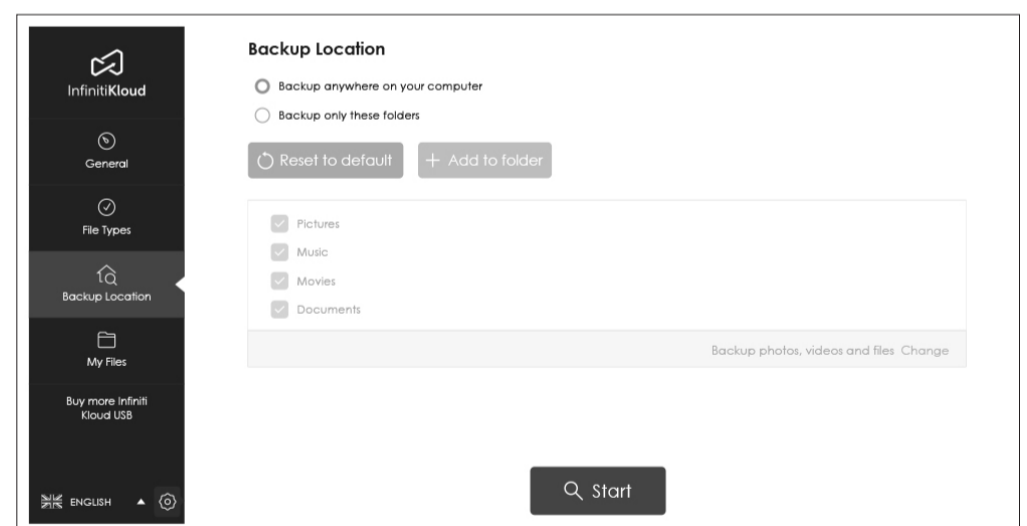 InfinitiKloud
General
File Types
Backup Location
My Files
Buy more Infiniti
Kloud USB
ENGLISH
Backup Location
Backup anywhere on your computer
Backup only these folders
Reset to default
Add to folder
Pictures
Music
Movies
Documents
Backup photos, videos and files Change
Start